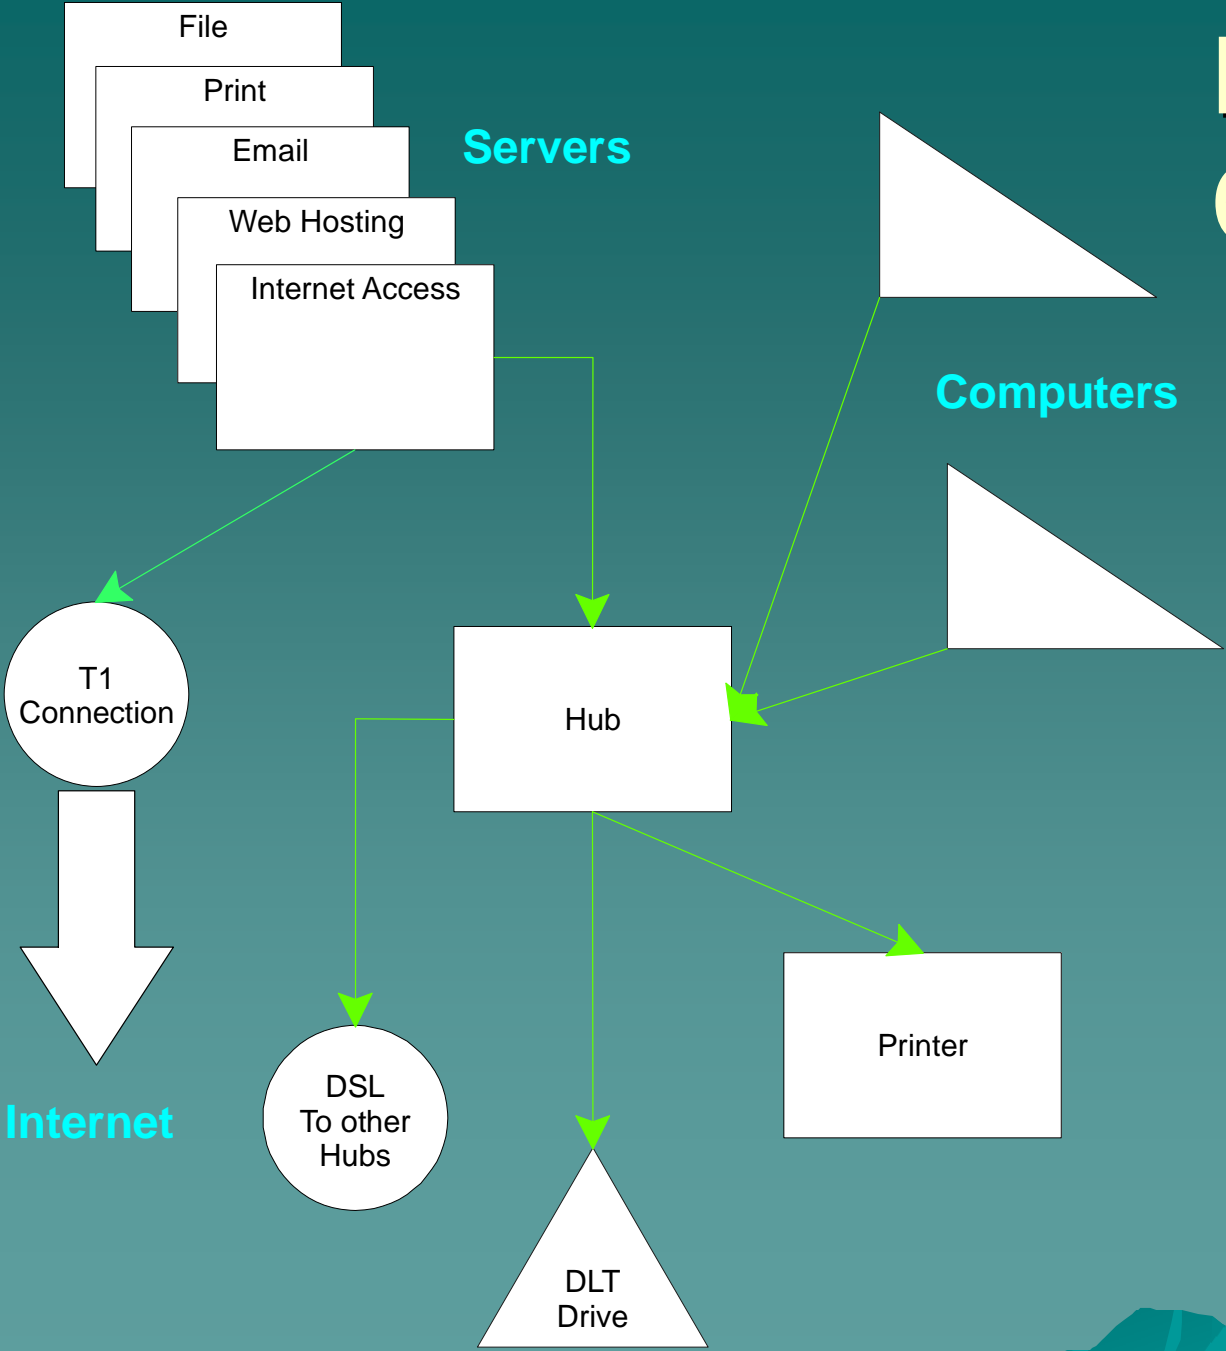 File
Print
Email
Servers
Web Hosting
Internet Access
Computers
T1
Connection
Hub
Printer
Internet
DSL
To other
Hubs
DLT
Drive